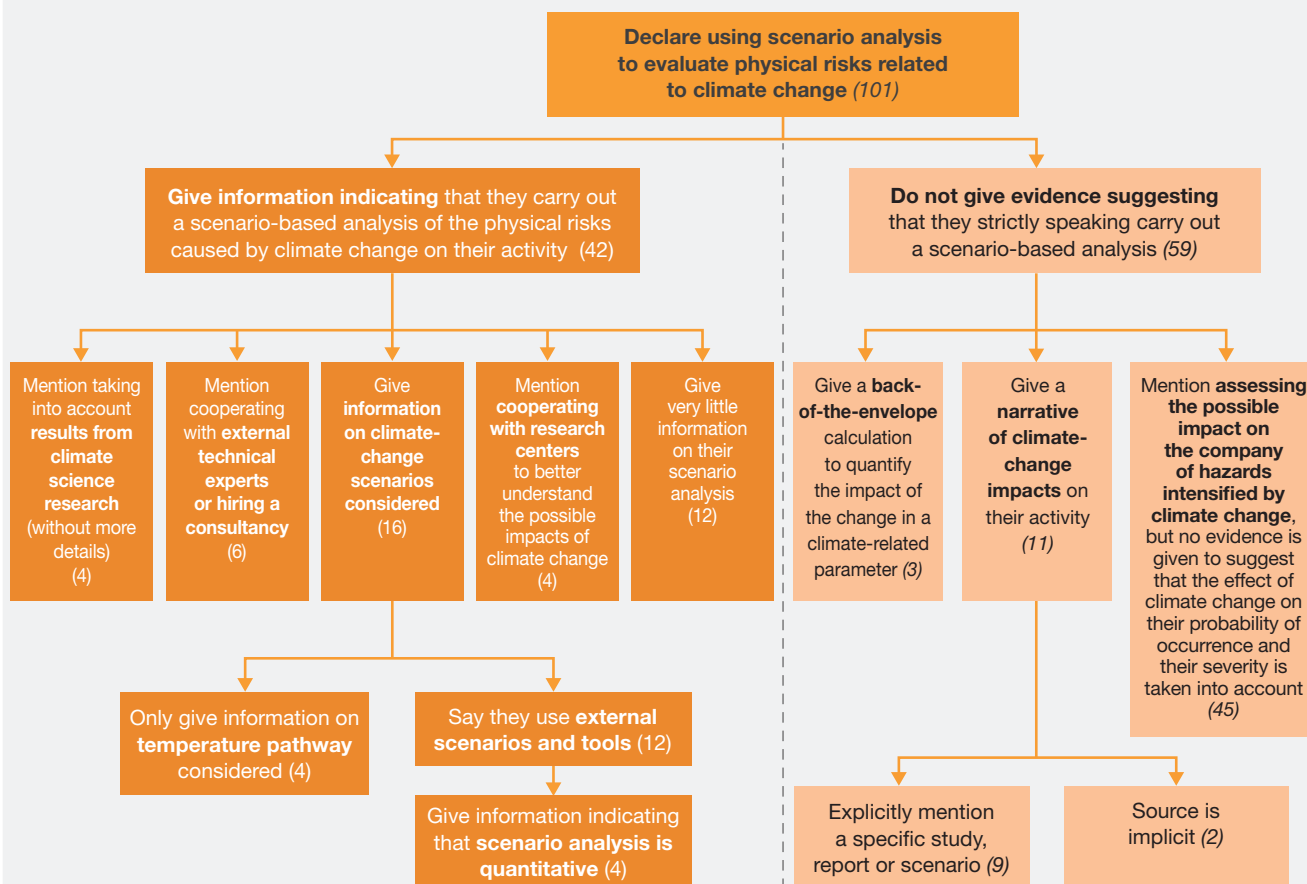 Declare using scenario analysis
to evaluate physical risks related
to climate change (101)
Give information indicating that they carry out
a scenario-based analysis of the physical risks
caused by climate change on their activity (42)
Do not give evidence suggesting
that they strictly speaking carry out
a scenario-based analysis (59)
Mention taking
into account
results from
climate
science
research
(without more
details)
(4)
Mention
cooperating
with external
technical
experts
or hiring a
consultancy
(6)
Give
information
on climate-
change
scenarios
considered
(16)
Mention
cooperating
with research
centers
to better
understand
the possible
impacts of
climate change
(4)
Give
very little
information
on their
scenario
analysis
(12)
Give a back-
of-the-envelope
calculation
to quantify
the impact of
the change in a
climate-related
parameter (3)
Give a
narrative
of climate-
change
impacts on
their activity
(11)
Mention assessing
the possible
impact on
the company
of hazards
intensified by
climate change,
but no evidence is
given to suggest
that the effect of
climate change on
their probability of
occurrence and
their severity is
taken into account
(45)
Only give information on
temperature pathway
considered (4)
Say they use external
scenarios and tools (12)
Give information indicating
that scenario analysis is
quantitative (4)
Explicitly mention
a specific study,
report or scenario (9)
Source is
implicit (2)